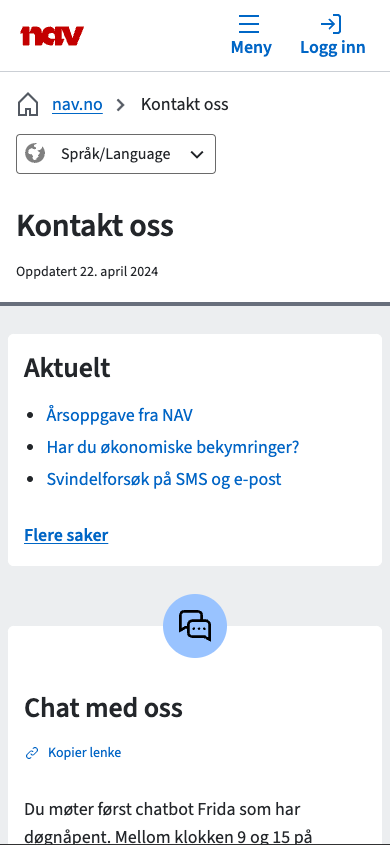 nav
Meny
Logg inn
nav.no
Kontakt oss
Språk/Language
Kontakt oss
Oppdatert 22. april 2024
Aktuelt
Årsoppgave fra NAV
Har du økonomiske bekymringer?
Svindelforsøk på SMS og e-post
Flere saker
Chat med oss
Kopier lenke
Du møter først chatbot Frida som har
døgnåpent. Mellom klokken 9 og 15 på